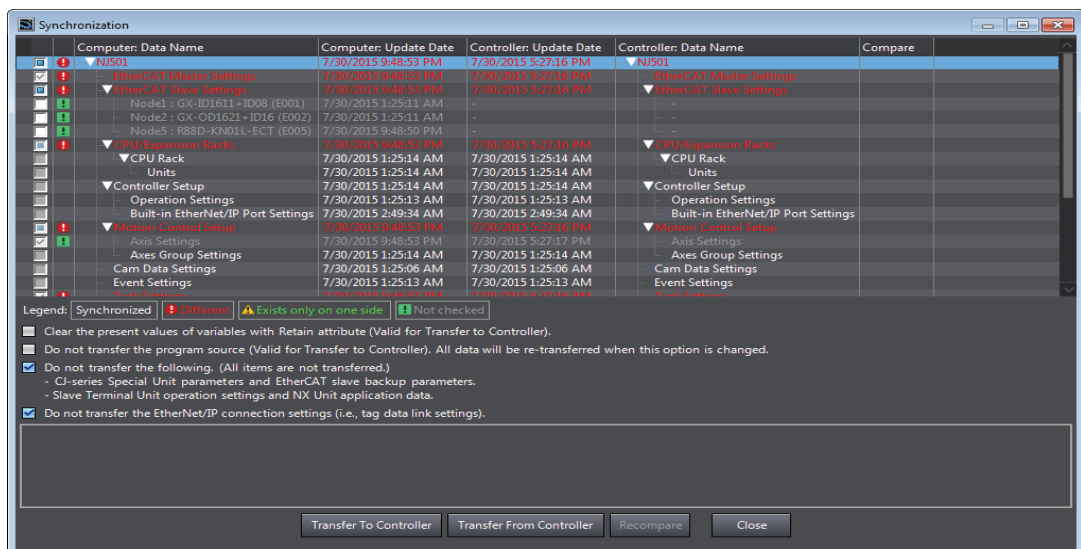 Synchronization
Computer: Data Name Computer: Update Date Controller: Update Date Controller: Data Name Compare
NJ501 7/30/2015 9:48:53 PM 7/30/2015 5:27:16 PM NJ501
EtherCAT Master Settings 7/30/2015 9:48:53 PM 7/30/2015 5:27:16 PM EtherCAT Master Settings
EtherCAT Slave Settings 7/30/2015 9:48:53 PM 7/30/2015 5:27:16 PM EtherCAT Slave Settings
Node1 : GX-ID1611+ID08 (E001) 7/30/2015 1:25:11 AM - -
Node2 : GX-OD1621+ID16 (E002) 7/30/2015 1:25:11 AM - -
Node5 : R88D-KN01L-ECT (E005) 7/30/2015 9:48:50 PM - -
CPU/Expansion Racks 7/30/2015 9:48:53 PM 7/30/2015 5:27:16 PM CPU/Expansion Racks
CPU Rack 7/30/2015 1:25:14 AM 7/30/2015 1:25:14 AM CPU Rack
Units 7/30/2015 1:25:14 AM 7/30/2015 1:25:14 AM Units
Controller Setup 7/30/2015 1:25:14 AM 7/30/2015 1:25:14 AM Controller Setup
Operation Settings 7/30/2015 1:25:13 AM 7/30/2015 1:25:13 AM Operation Settings
Built-in EtherNet/IP Port Settings 7/30/2015 2:49:34 AM 7/30/2015 2:49:34 AM Built-in EtherNet/IP Port Settings
Motion Control Setup 7/30/2015 9:48:53 PM 7/30/2015 5:27:16 PM Motion Control Setup
Axis Settings 7/30/2015 9:48:53 PM 7/30/2015 5:27:17 PM Axis Settings
Axes Group Settings 7/30/2015 1:25:14 AM 7/30/2015 1:25:14 AM Axes Group Settings
Cam Data Settings 7/30/2015 1:25:06 AM 7/30/2015 1:25:06 AM Cam Data Settings
Event Settings 7/30/2015 1:25:13 AM 7/30/2015 1:25:13 AM Event Settings
Legend: Synchronized Different Exists only on one side Not checked
Clear the present values of variables with Retain attribute (Valid for Transfer to Controller).
Do not transfer the program source (Valid for Transfer to Controller). All data will be re-transferred when this option is changed.
Do not transfer the following. (All items are not transferred.)
- CJ-series Special Unit parameters and EtherCAT slave backup parameters.
- Slave Terminal Unit operation settings and NX Unit application data.
Do not transfer the EtherNet/IP connection settings (i.e., tag data link settings).
Transfer To Controller Transfer From Controller Recompare Close